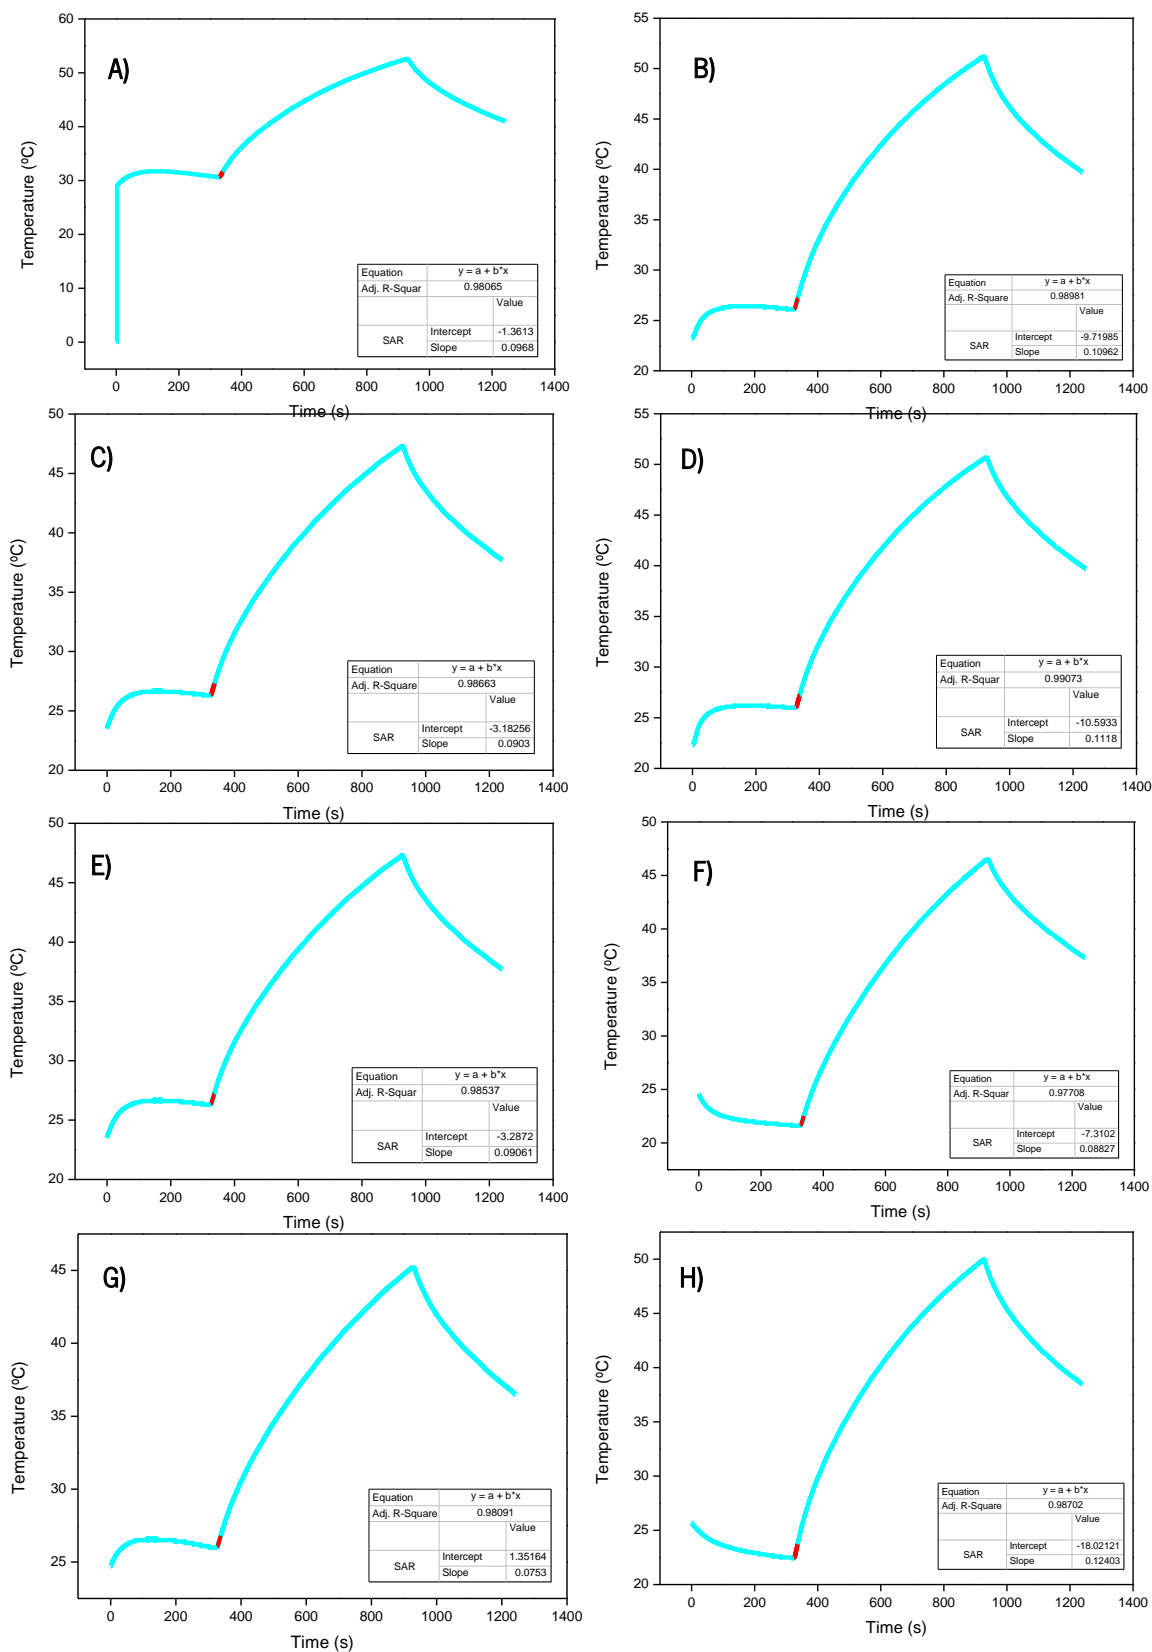 A)
Temperature (ºC)
60
50
40
30
20
10
0
Equation y = a + b*x
Adj. R-Squar 0.98065
Value
SAR Intercept -1.3613
Slope 0.0968
0 200 400 600 800 1000 1200 1400
Time (s)
B)
Temperature (ºC)
55
50
45
40
35
30
25
20
Equation y = a + b*x
Adj. R-Square 0.98981
Value
SAR Intercept -9.71985
Slope 0.10962
0 200 400 600 800 1000 1200 1400
Time (s)
C)
Temperature (ºC)
50
45
40
35
30
25
20
Equation y = a + b*x
Adj. R-Square 0.98663
Value
SAR Intercept -3.18256
Slope 0.0903
0 200 400 600 800 1000 1200 1400
Time (s)
D)
Temperature (ºC)
55
50
45
40
35
30
25
20
Equation y = a + b*x
Adj. R-Squar 0.99073
Value
SAR Intercept -10.5933
Slope 0.1118
0 200 400 600 800 1000 1200 1400
Time (s)
E)
Temperature (ºC)
50
45
40
35
30
25
20
Equation y = a + b*x
Adj. R-Squar 0.98537
Value
SAR Intercept -3.2872
Slope 0.09061
0 200 400 600 800 1000 1200 1400
Time (s)
F)
Temperature (ºC)
50
45
40
35
30
25
20
Equation y = a + b*x
Adj. R-Squar 0.97708
Value
SAR Intercept -7.3102
Slope 0.08827
0 200 400 600 800 1000 1200 1400
Time (s)
G)
Temperature (ºC)
45
40
35
30
25
Equation y = a + b*x
Adj. R-Square 0.98091
Value
SAR Intercept 1.35164
Slope 0.0753
0 200 400 600 800 1000 1200 1400
Time (s)
H)
Temperature (ºC)
50
45
40
35
30
25
20
Equation y = a + b*x
Adj. R-Square 0.98702
Value
SAR Intercept -18.02121
Slope 0.12403
0 200 400 600 800 1000 1200 1400
Time (s)